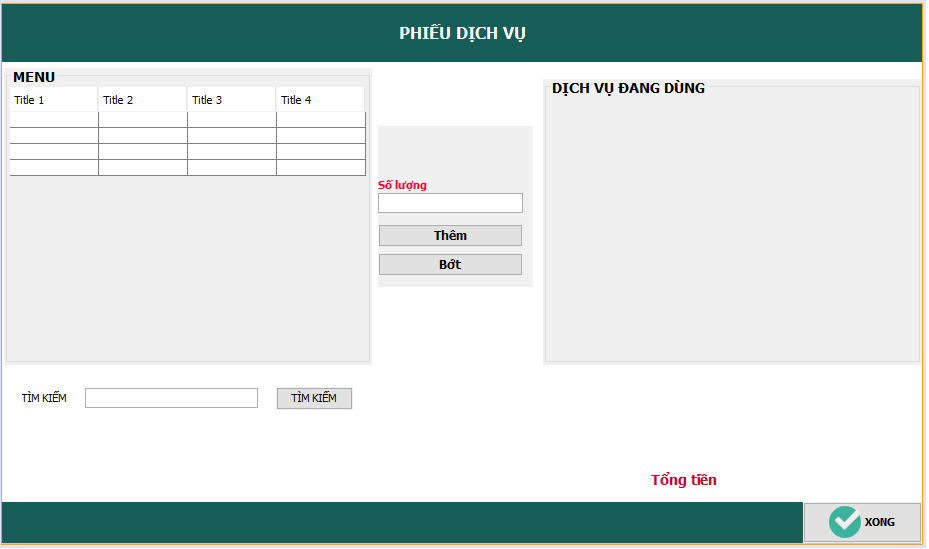 PHIẾU DỊCH VỤ
MENU
Title 1 Title 2 Title 3 Title 4
DỊCH VỤ ĐANG DÙNG
Số lượng
Thêm
Bớt
TÌM KIẾM TÌM KIẾM
Tổng tiền
XONG